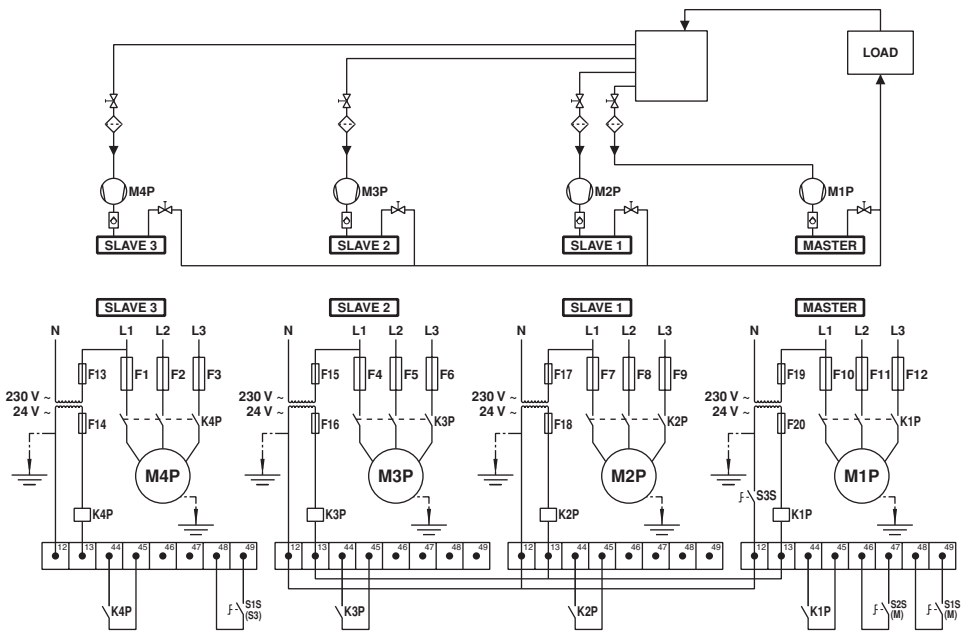 LOAD
M4P M3P M2P M1P
SLAVE 3 SLAVE 2 SLAVE 1 MASTER
SLAVE 3 SLAVE 2 SLAVE 1 MASTER
N L1 L2 L3 N L1 L2 L3 N L1 L2 L3 N L1 L2 L3
F13 F1 F2 F3 F15 F4 F5 F6 F17 F7 F8 F9 F19 F10 F11 F12
230 V ~ 230 V ~ 230 V ~ 230 V ~
24 V ~ 24 V ~ 24 V ~ 24 V ~
F14 K4P F16 K3P F18 K2P F20 K1P
M4P M3P M2P M1P
S3S
K4P K3P K2P K1P
12 13 44 45 46 47 48 49 12 13 44 45 46 47 48 49 12 13 44 45 46 47 48 49 12 13 44 45 46 47 48 49
K4P S1S K3P K2P K1P S2S S1S
(S3) (M) (M)